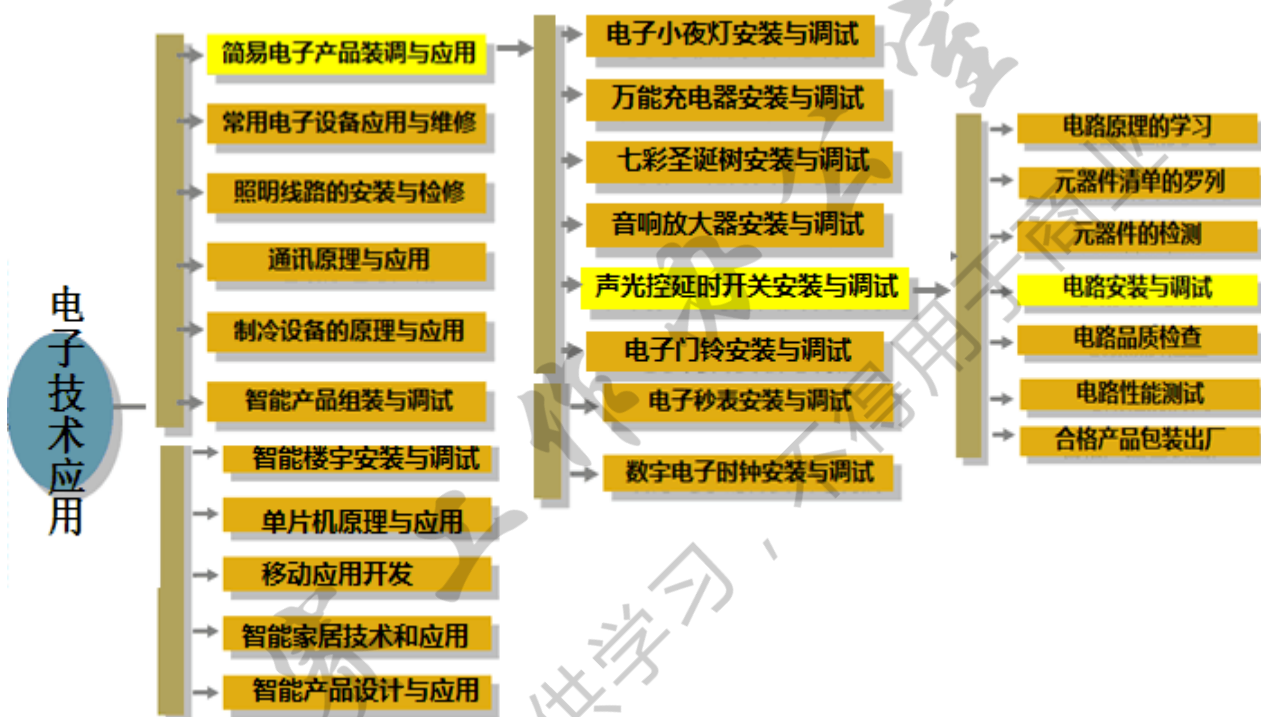 电子技术应用
简易电子产品装调与应用
常用电子设备应用与维修
照明线路的安装与检修
通讯原理与应用
制冷设备的原理与应用
智能产品组装与调试
智能楼宇安装与调试
单片机原理与应用
移动应用开发
智能家居技术和应用
智能产品设计与应用
电子小夜灯安装与调试
万能充电器安装与调试
七彩圣诞树安装与调试
音响放大器安装与调试
声光控延时开关安装与调试
电子门铃安装与调试
电子秒表安装与调试
数字电子时钟安装与调试
电路原理的学习
元器件清单的罗列
元器件的检测
电路安装与调试
电路品质检查
电路性能测试
合格产品包装出厂
供学习，不得用于商业